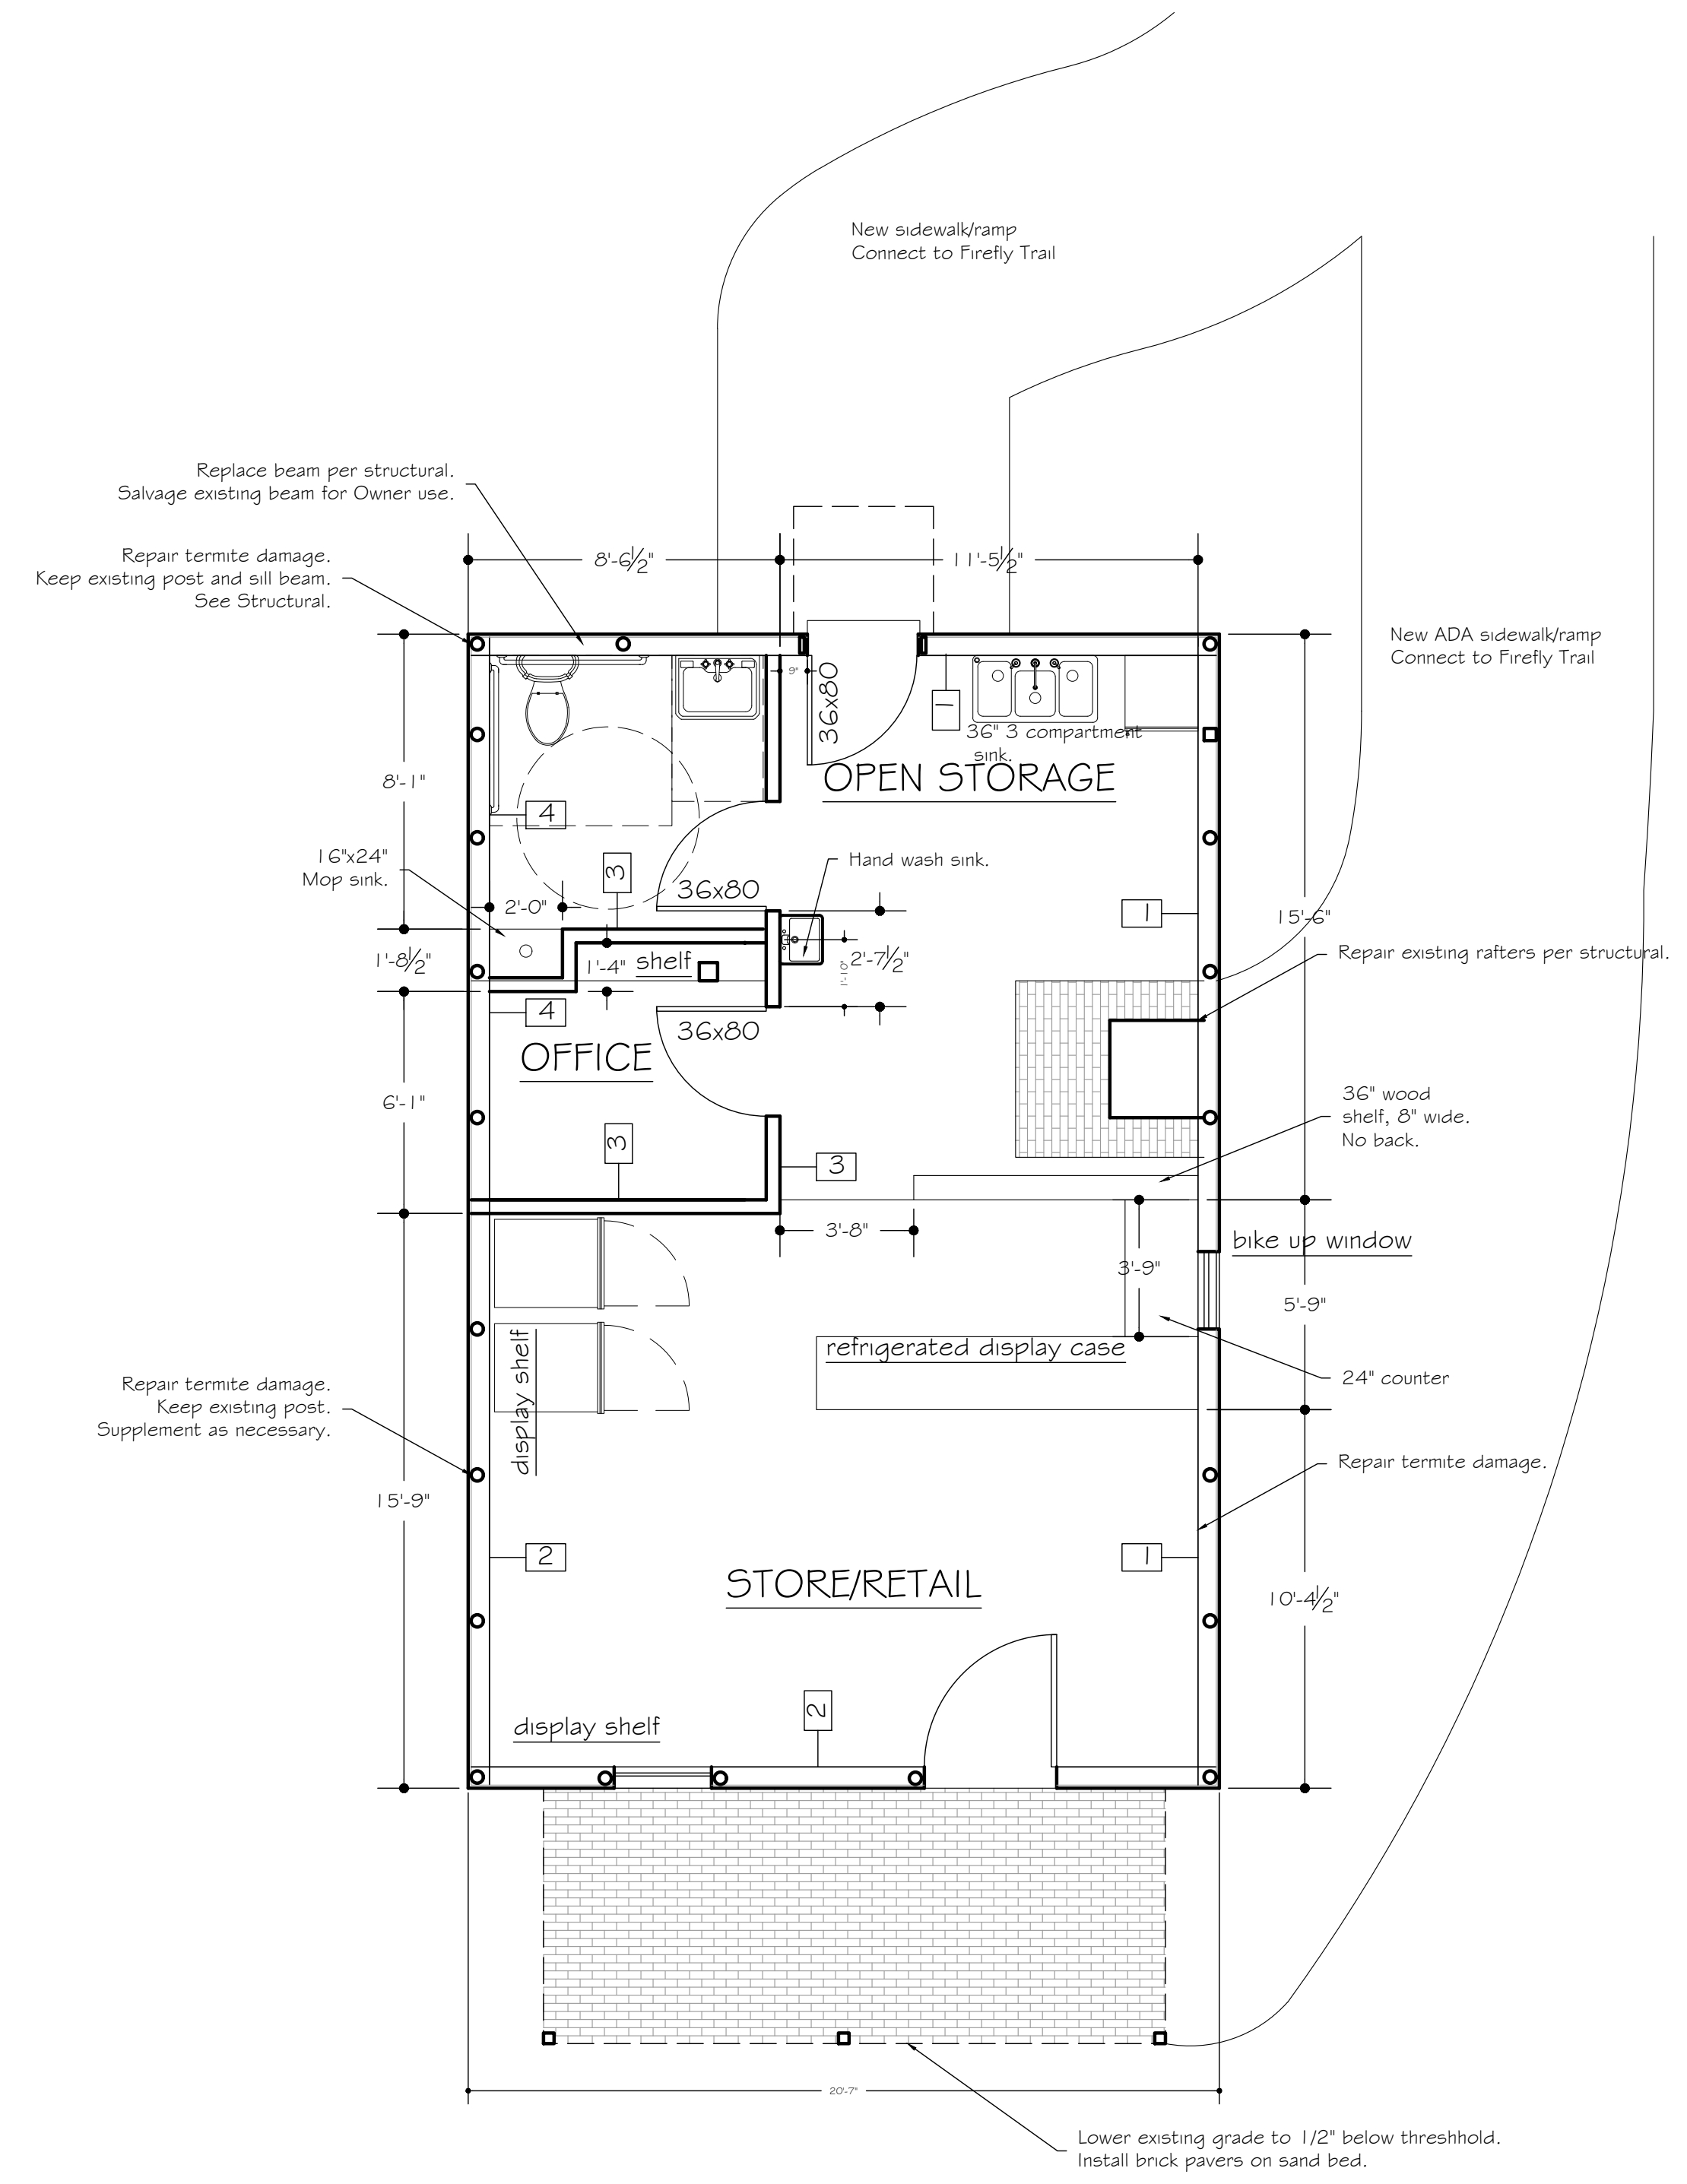 New sidewalk/ramp
Connect to Firefly Trail
Replace beam per structural.
Salvage existing beam for Owner use.
Repair termite damage.
Keep existing post and sill beam.
See Structural.
8'-6 1/2"
11'-5 1/2"
New ADA sidewalk/ramp
Connect to Firefly Trail
9"
36x80
1
36" 3 compartment
sink.
OPEN STORAGE
8'-1"
4
16"x24"
Mop sink.
3
Hand wash sink.
36x80
2'-0"
1
15'-6"
1'-8 1/2"
1'-4"
shelf
1'-10"
2'-7 1/2"
Repair existing rafters per structural.
4
36x80
OFFICE
6'-1"
36" wood
shelf, 8" wide.
No back.
3
3
3'-8"
bike up window
3'-9"
5'-9"
refrigerated display case
display shelf
24" counter
Repair termite damage.
Keep existing post.
Supplement as necessary.
Repair termite damage.
15'-9"
2
1
STORE/RETAIL
10'-4 1/2"
2
display shelf
20'-7"
Lower existing grade to 1/2" below threshhold.
Install brick pavers on sand bed.